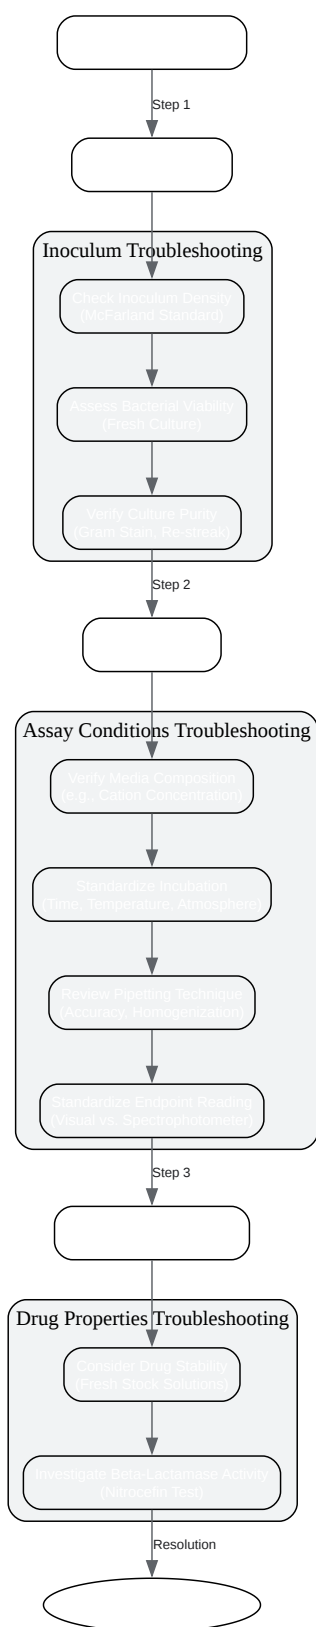 Step 1
Inoculum Troubleshooting
Check Inoculum Density
(McFarland Standard)
Assess Bacterial Viability
(Fresh Culture)
Verify Culture Purity
(Gram Stain, Re-streak)
Step 2
Assay Conditions Troubleshooting
Verify Media Composition
(e.g., Cation Concentration)
Standardize Incubation
(Time, Temperature, Atmosphere)
Review Pipetting Technique
(Accuracy, Homogenization)
Standardize Endpoint Reading
(Visual vs. Spectrophotometer)
Step 3
Drug Properties Troubleshooting
Consider Drug Stability
(Fresh Stock Solutions)
Investigate Beta-Lactamase Activity
(Nitrocefin Test)
Resolution